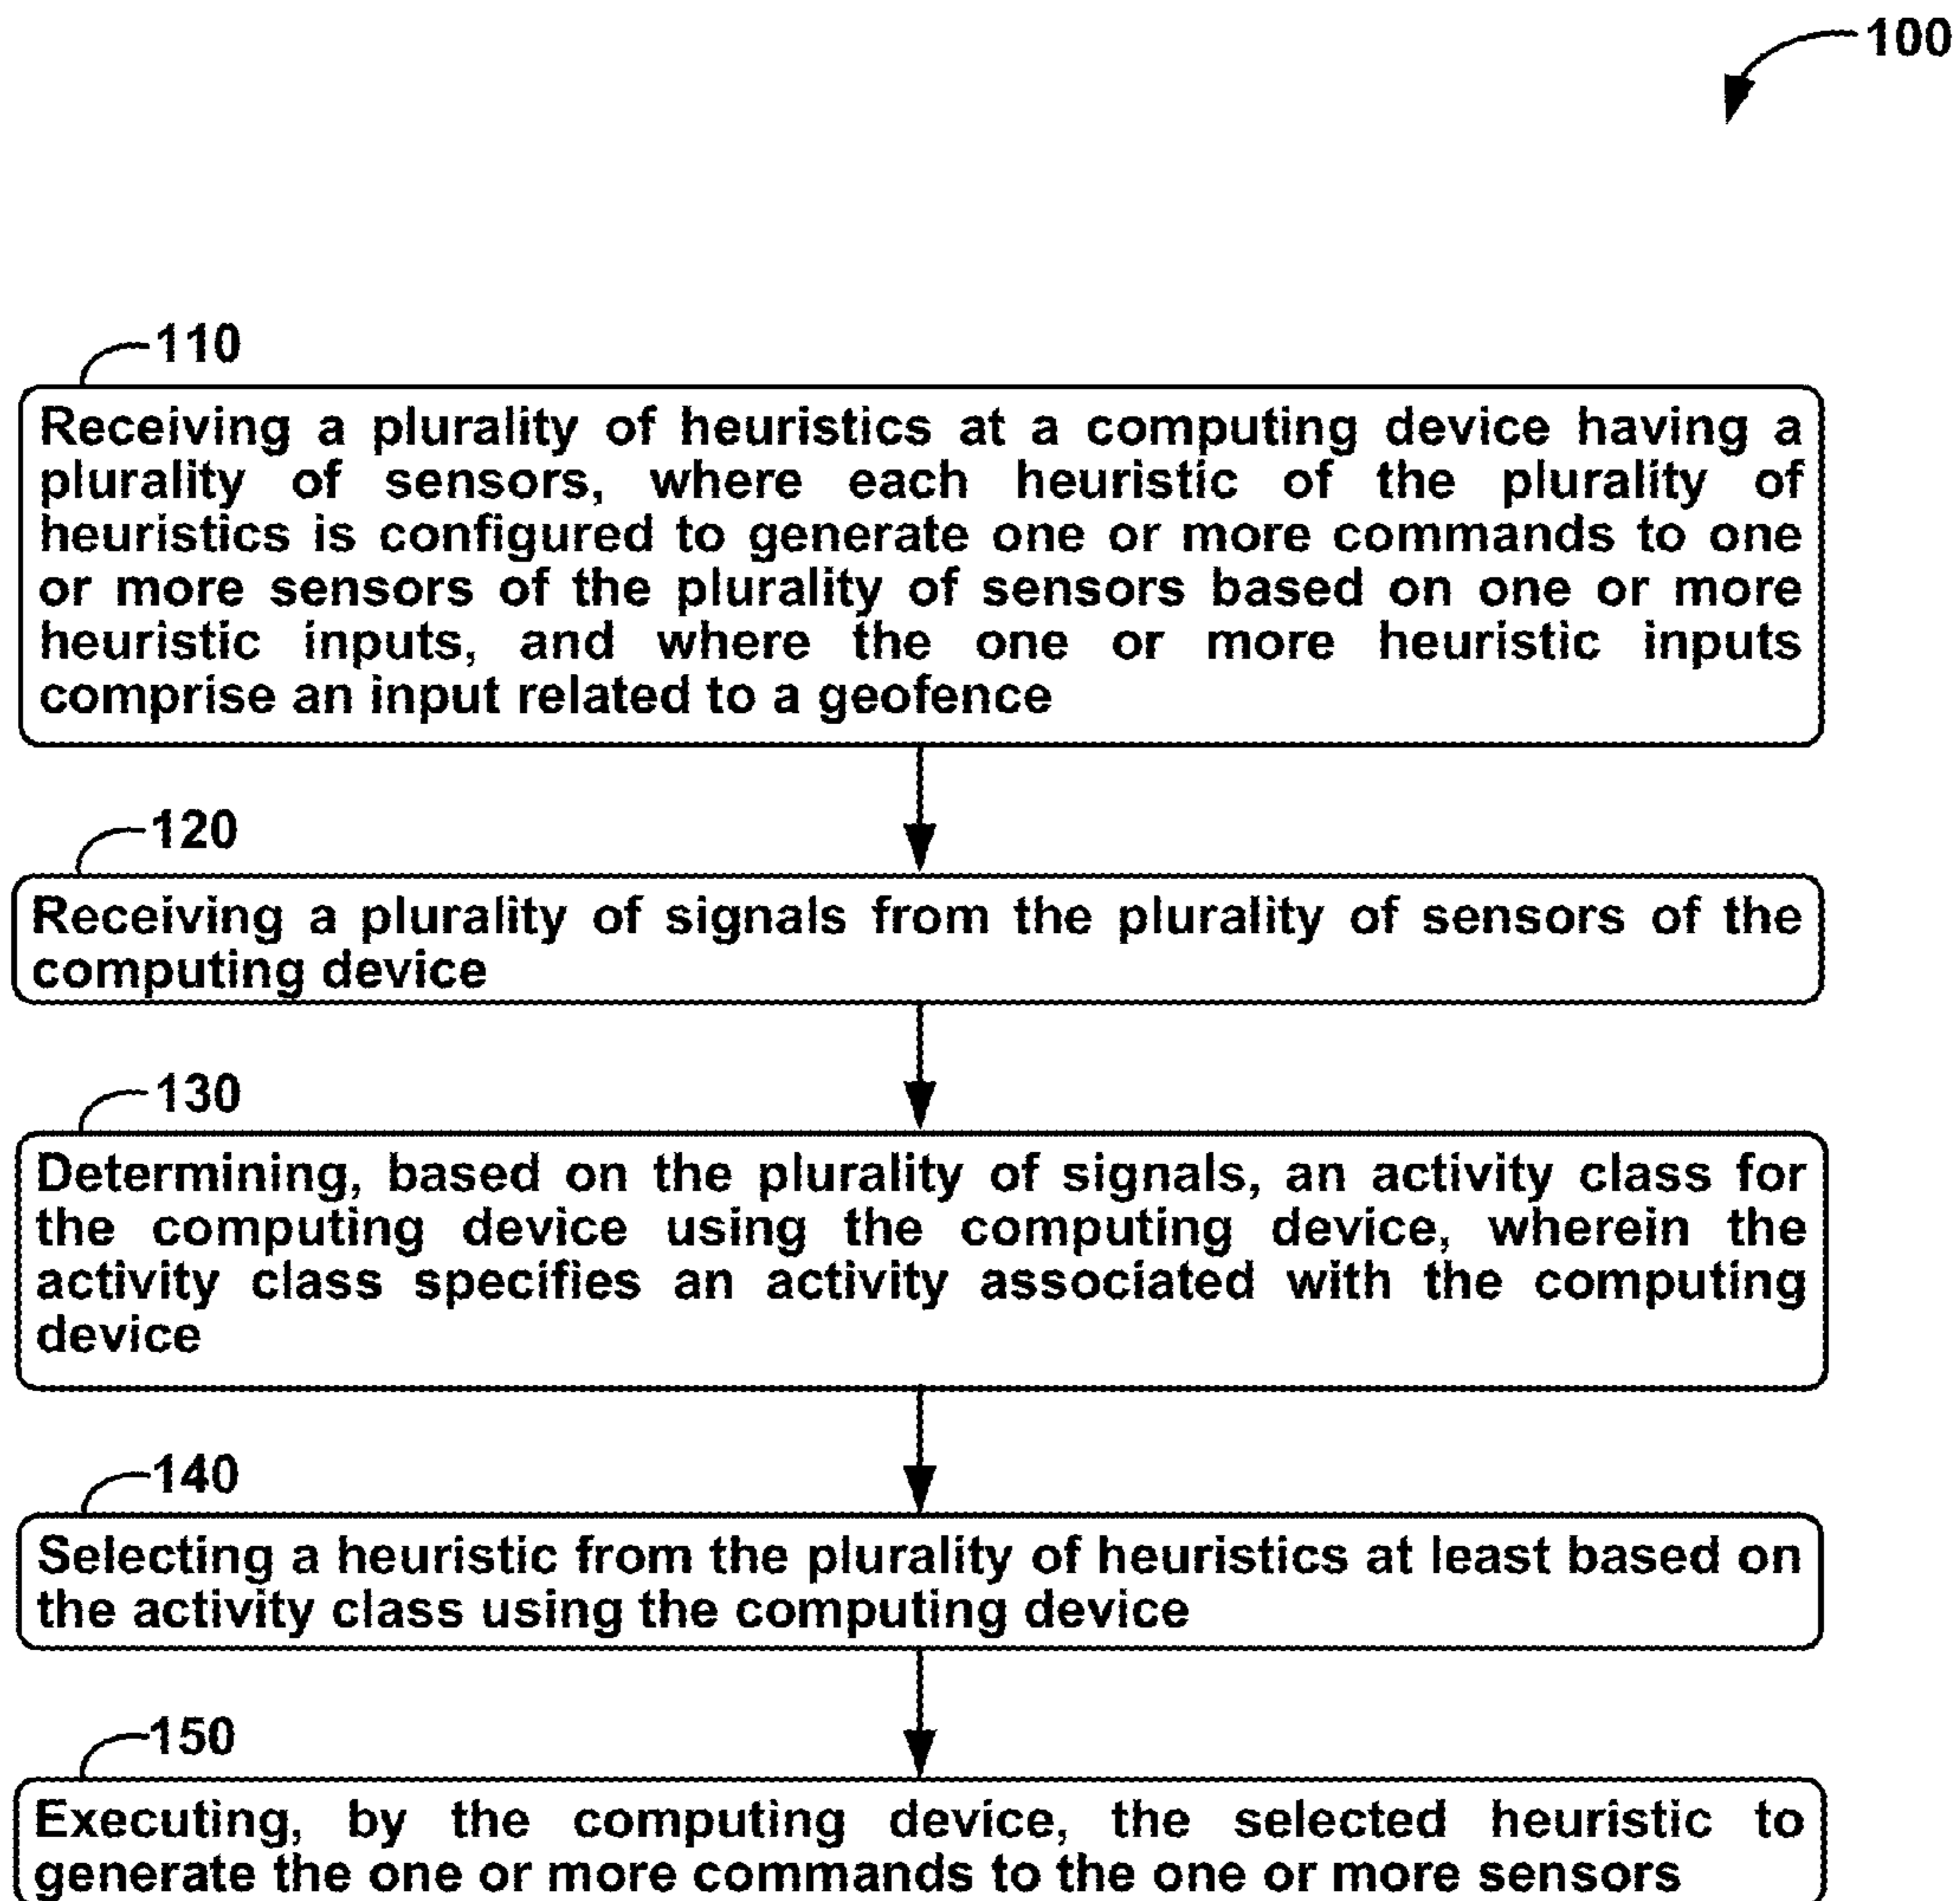 100
110
Receiving a plurality of heuristics at a computing device having a
plurality of sensors, where each heuristic of the plurality of
heuristics is configured to generate one or more commands to one
or more sensors of the plurality of sensors based on one or more
heuristic inputs, and where the one or more heuristic inputs
comprise an input related to a geofence
120
Receiving a plurality of signals from the plurality of sensors of the
computing device
130
Determining, based on the plurality of signals, an activity class for
the computing device using the computing device, wherein the
activity class specifies an activity associated with the computing
device
140
Selecting a heuristic from the plurality of heuristics at least based on
the activity class using the computing device
150
Executing, by the computing device, the selected heuristic to
generate the one or more commands to the one or more sensors